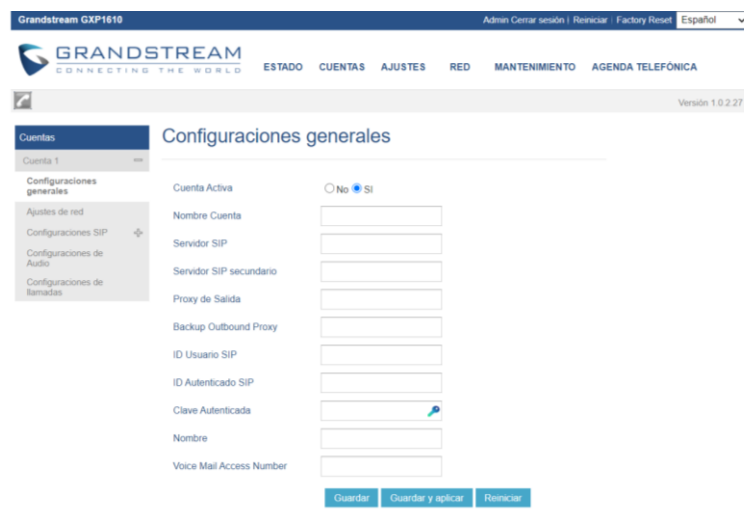 Grandstream GXP1610
Admin Cerrar sesión | Reiniciar | Factory Reset Español
GRANDSTREAM
CONNECTING THE WORLD
ESTADO CUENTAS AJUSTES RED MANTENIMIENTO AGENDA TELEFÓNICA
Versión 1.0.2.27
Cuentas
Cuenta 1
Configuraciones
generales
Ajustes de red
Configuraciones SIP
Configuraciones de
Audio
Configuraciones de
llamadas
Configuraciones generales
Cuenta Activa No SI
Nombre Cuenta
Servidor SIP
Servidor SIP secundario
Proxy de Salida
Backup Outbound Proxy
ID Usuario SIP
ID Autenticado SIP
Clave Autenticada
Nombre
Voice Mail Access Number
Guardar Guardar y aplicar Reiniciar